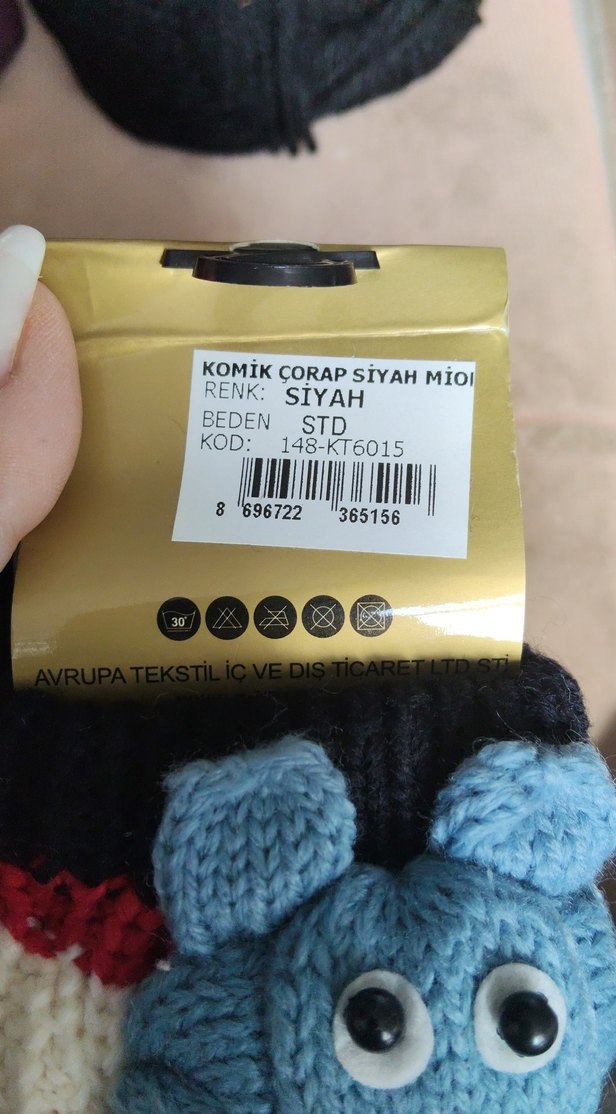 KOMİK ÇORAP SİYAH
RENK: SİYAH
BEDEN STD
KOD: 148-KT6015
8 696722 365156
30°
AVRUPA TEKSTİL İÇ VE DIŞ TİCARET LTD ŞTİ